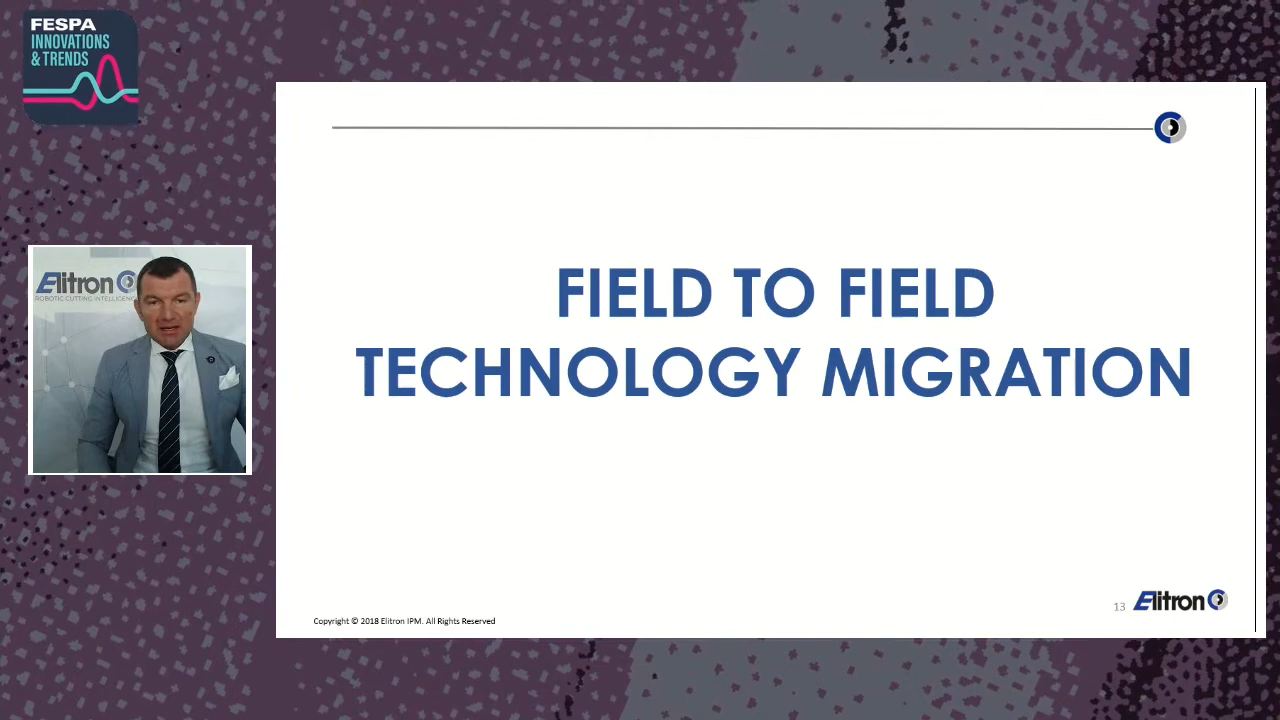 FESPA
INNOVATIONS
& TRENDS
Elitron
ROBOTIC CUTTING INTELLIGENCE
FIELD TO FIELD
TECHNOLOGY MIGRATION
13
Elitron
Copyright © 2018 Elitron IPM. All Rights Reserved